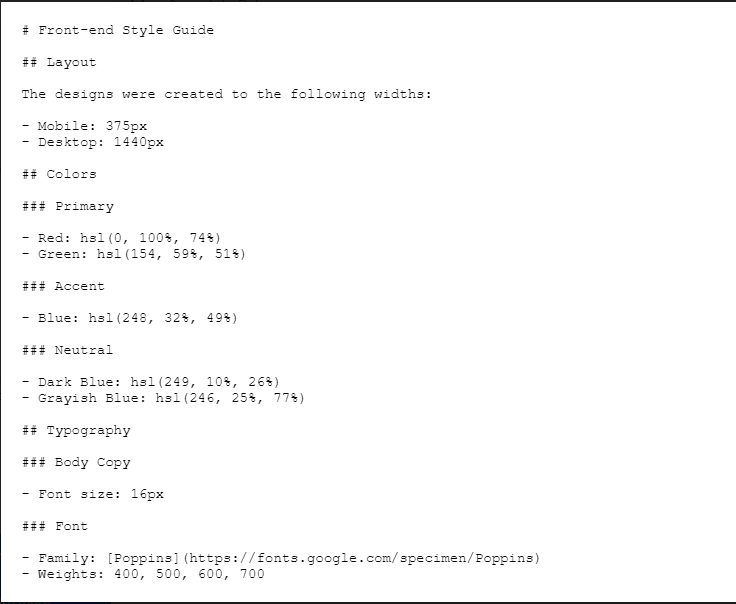 # Front-end Style Guide
## Layout
The designs were created to the following widths:
- Mobile: 375px
- Desktop: 1440px
## Colors
### Primary
- Red: hsl(0, 100%, 74%)
- Green: hsl(154, 59%, 51%)
### Accent
- Blue: hsl(248, 32%, 49%)
### Neutral
- Dark Blue: hsl(249, 10%, 26%)
- Grayish Blue: hsl(246, 25%, 77%)
## Typography
### Body Copy
- Font size: 16px
### Font
- Family: [Poppins](https://fonts.google.com/specimen/Poppins)
- Weights: 400, 500, 600, 700